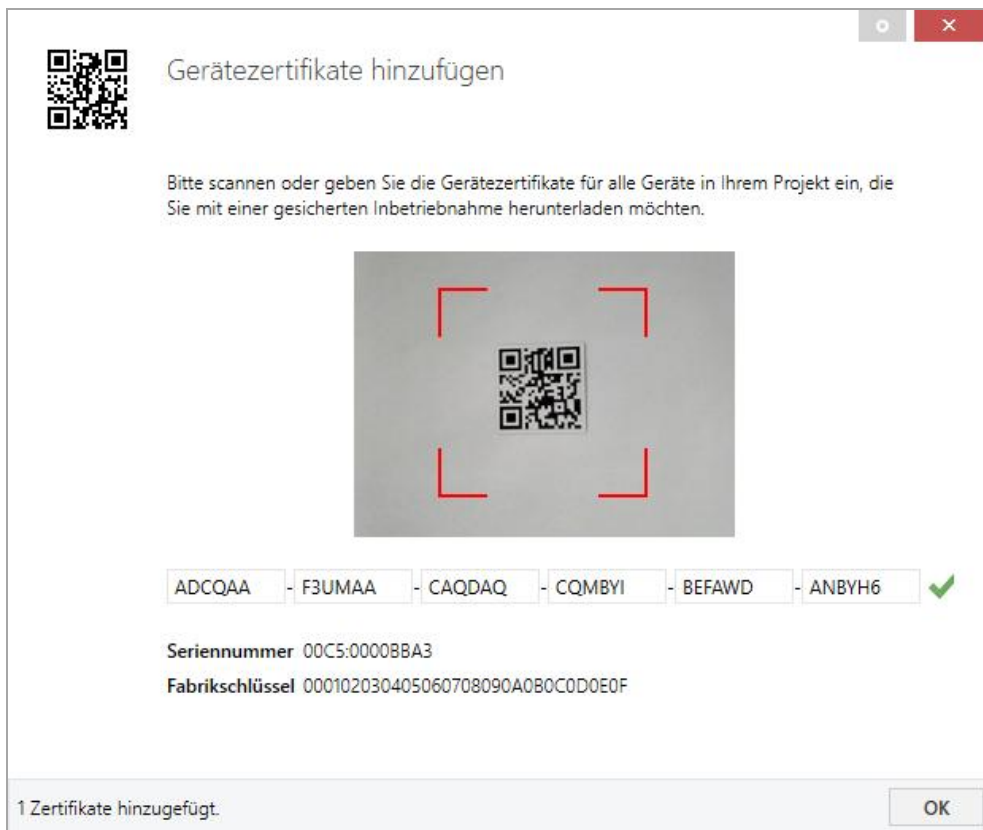 Gerätezertifikate hinzufügen
Bitte scannen oder geben Sie die Gerätezertifikate für alle Geräte in Ihrem Projekt ein, die
Sie mit einer gesicherten Inbetriebnahme herunterladen möchten.
ADCQAA - F3UMAA - CAQDAQ - CQMBYI - BEFAWD - ANBYH6
Seriennummer 00C5:0000BBA3
Fabrikschlüssel 000102030405060708090A0B0C0D0E0F
1 Zertifikate hinzugefügt.
OK